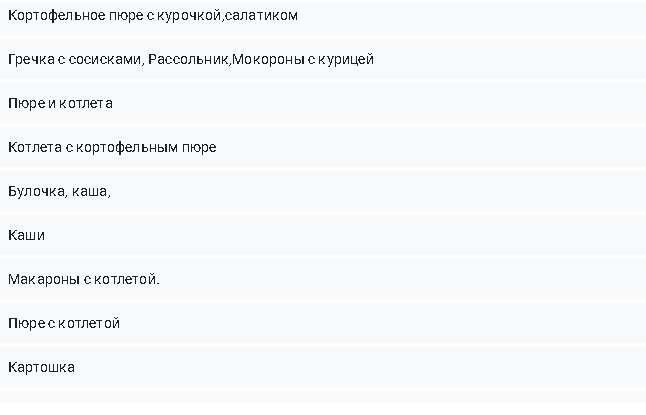 Кортофельное пюре с курочкой,салатиком
Гречка с сосисками, Рассольник,Мокороны с курицей
Пюре и котлета
Котлета с кортофельным пюре
Булочка, каша,
Каши
Макароны с котлетой.
Пюре с котлетой
Картошка